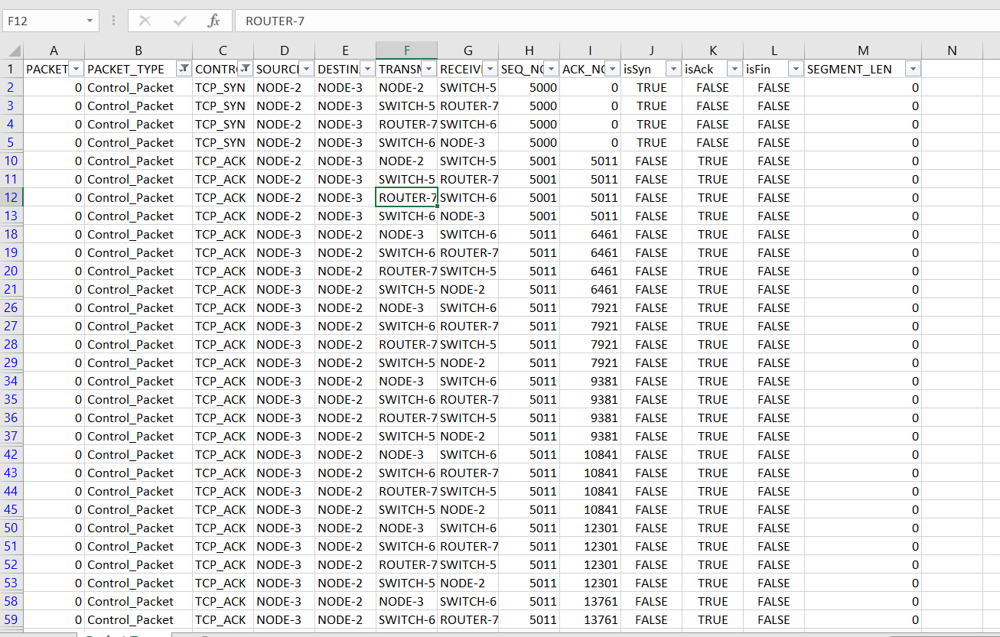 F12 fx ROUTER-7
A B C D E F G H I J K L M N
1 PACKET PACKET_TYPE CONTR SOURC DESTIN TRANSM RECEIV SEQ_NO ACK_NO isSyn isAck isFin SEGMENT_LEN
2 0 Control_Packet TCP_SYN NODE-2 NODE-3 NODE-2 SWITCH-5 5000 0 TRUE FALSE FALSE 0
3 0 Control_Packet TCP_SYN NODE-2 NODE-3 SWITCH-5 ROUTER-7 5000 0 TRUE FALSE FALSE 0
4 0 Control_Packet TCP_SYN NODE-2 NODE-3 ROUTER-7 SWITCH-6 5000 0 TRUE FALSE FALSE 0
5 0 Control_Packet TCP_SYN NODE-2 NODE-3 SWITCH-6 NODE-3 5000 0 TRUE FALSE FALSE 0
10 0 Control_Packet TCP_ACK NODE-2 NODE-3 NODE-2 SWITCH-5 5001 5011 FALSE TRUE FALSE 0
11 0 Control_Packet TCP_ACK NODE-2 NODE-3 SWITCH-5 ROUTER-7 5001 5011 FALSE TRUE FALSE 0
12 0 Control_Packet TCP_ACK NODE-2 NODE-3 ROUTER-7 SWITCH-6 5001 5011 FALSE TRUE FALSE 0
13 0 Control_Packet TCP_ACK NODE-2 NODE-3 SWITCH-6 NODE-3 5001 5011 FALSE TRUE FALSE 0
18 0 Control_Packet TCP_ACK NODE-3 NODE-2 NODE-3 SWITCH-6 5011 6461 FALSE TRUE FALSE 0
19 0 Control_Packet TCP_ACK NODE-3 NODE-2 SWITCH-6 ROUTER-7 5011 6461 FALSE TRUE FALSE 0
20 0 Control_Packet TCP_ACK NODE-3 NODE-2 ROUTER-7 SWITCH-5 5011 6461 FALSE TRUE FALSE 0
21 0 Control_Packet TCP_ACK NODE-3 NODE-2 SWITCH-5 NODE-2 5011 6461 FALSE TRUE FALSE 0
26 0 Control_Packet TCP_ACK NODE-3 NODE-2 NODE-3 SWITCH-6 5011 7921 FALSE TRUE FALSE 0
27 0 Control_Packet TCP_ACK NODE-3 NODE-2 SWITCH-6 ROUTER-7 5011 7921 FALSE TRUE FALSE 0
28 0 Control_Packet TCP_ACK NODE-3 NODE-2 ROUTER-7 SWITCH-5 5011 7921 FALSE TRUE FALSE 0
29 0 Control_Packet TCP_ACK NODE-3 NODE-2 SWITCH-5 NODE-2 5011 7921 FALSE TRUE FALSE 0
34 0 Control_Packet TCP_ACK NODE-3 NODE-2 NODE-3 SWITCH-6 5011 9381 FALSE TRUE FALSE 0
35 0 Control_Packet TCP_ACK NODE-3 NODE-2 SWITCH-6 ROUTER-7 5011 9381 FALSE TRUE FALSE 0
36 0 Control_Packet TCP_ACK NODE-3 NODE-2 ROUTER-7 SWITCH-5 5011 9381 FALSE TRUE FALSE 0
37 0 Control_Packet TCP_ACK NODE-3 NODE-2 SWITCH-5 NODE-2 5011 9381 FALSE TRUE FALSE 0
42 0 Control_Packet TCP_ACK NODE-3 NODE-2 NODE-3 SWITCH-6 5011 10841 FALSE TRUE FALSE 0
43 0 Control_Packet TCP_ACK NODE-3 NODE-2 SWITCH-6 ROUTER-7 5011 10841 FALSE TRUE FALSE 0
44 0 Control_Packet TCP_ACK NODE-3 NODE-2 ROUTER-7 SWITCH-5 5011 10841 FALSE TRUE FALSE 0
45 0 Control_Packet TCP_ACK NODE-3 NODE-2 SWITCH-5 NODE-2 5011 10841 FALSE TRUE FALSE 0
50 0 Control_Packet TCP_ACK NODE-3 NODE-2 NODE-3 SWITCH-6 5011 12301 FALSE TRUE FALSE 0
51 0 Control_Packet TCP_ACK NODE-3 NODE-2 SWITCH-6 ROUTER-7 5011 12301 FALSE TRUE FALSE 0
52 0 Control_Packet TCP_ACK NODE-3 NODE-2 ROUTER-7 SWITCH-5 5011 12301 FALSE TRUE FALSE 0
53 0 Control_Packet TCP_ACK NODE-3 NODE-2 SWITCH-5 NODE-2 5011 12301 FALSE TRUE FALSE 0
58 0 Control_Packet TCP_ACK NODE-3 NODE-2 NODE-3 SWITCH-6 5011 13761 FALSE TRUE FALSE 0
59 0 Control_Packet TCP_ACK NODE-3 NODE-2 SWITCH-6 ROUTER-7 5011 13761 FALSE TRUE FALSE 0